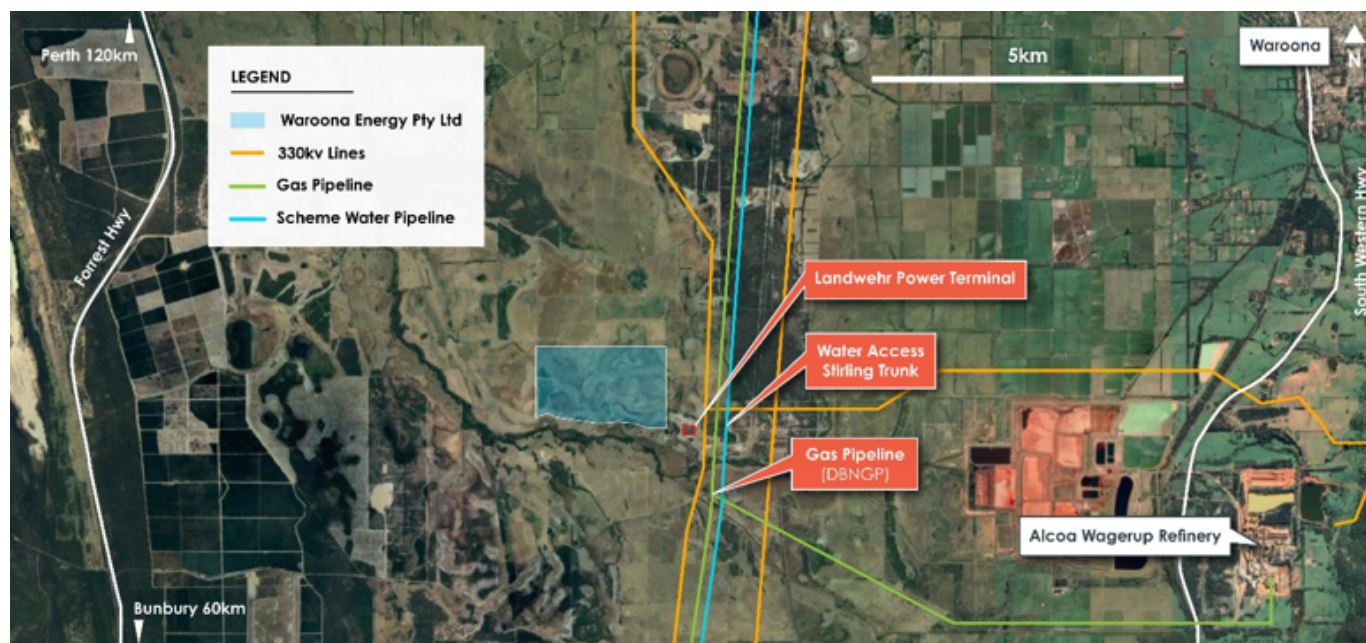 Perth 120km
LEGEND
Waroona Energy Pty Ltd
330kv Lines
Gas Pipeline
Scheme Water Pipeline
Forrest Hwy
5km
Waroona
N
South Western Hwy
Landwehr Power Terminal
Water Access
Stirling Trunk
Gas Pipeline
(DBNGP)
Alcoa Wagerup Refinery
Bunbury 60km